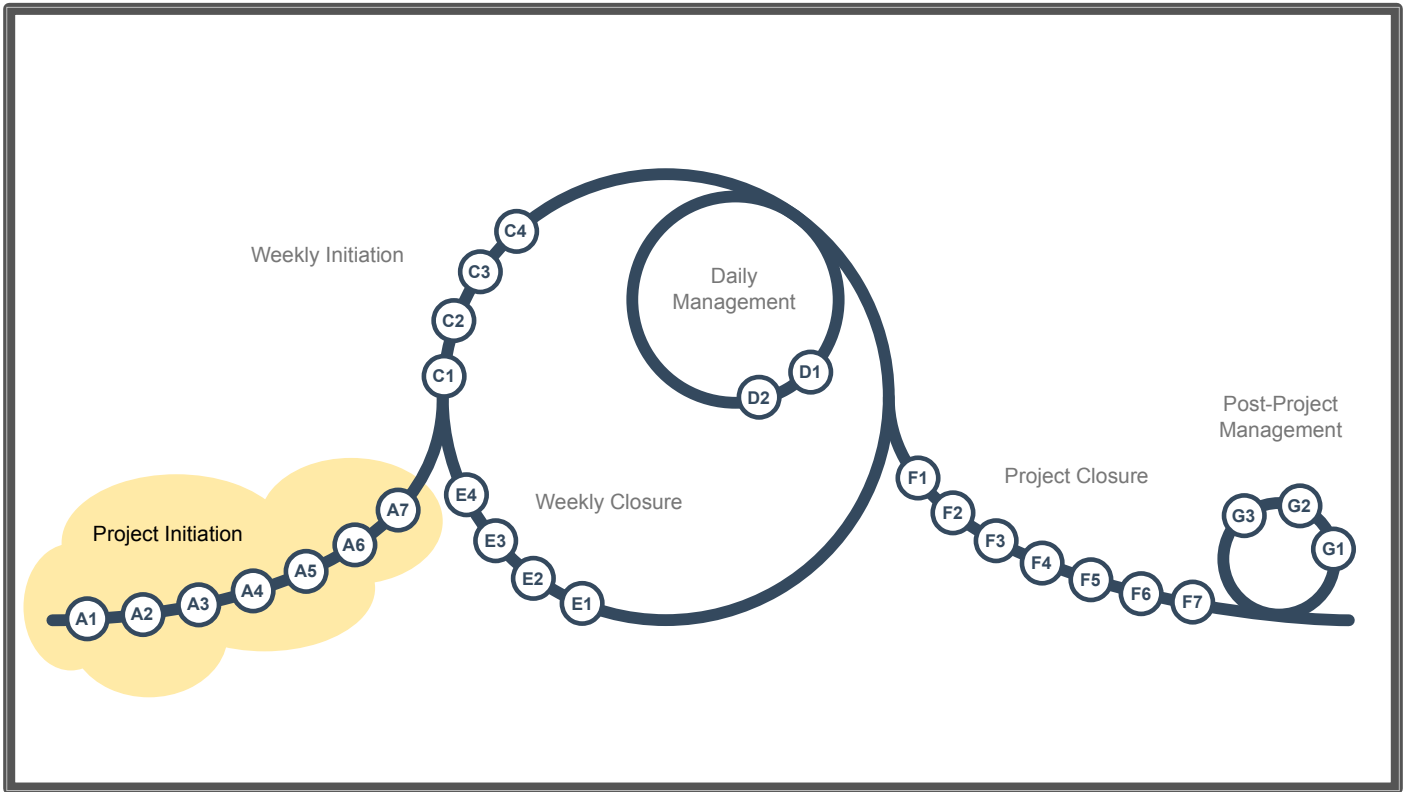 Project Initiation
A1
A2
A3
A4
A5
A6
A7
Weekly Initiation
C1
C2
C3
C4
Daily
Management
D1
D2
Weekly Closure
E1
E2
E3
E4
Project Closure
F1
F2
F3
F4
F5
F6
F7
Post-Project
Management
G1
G2
G3